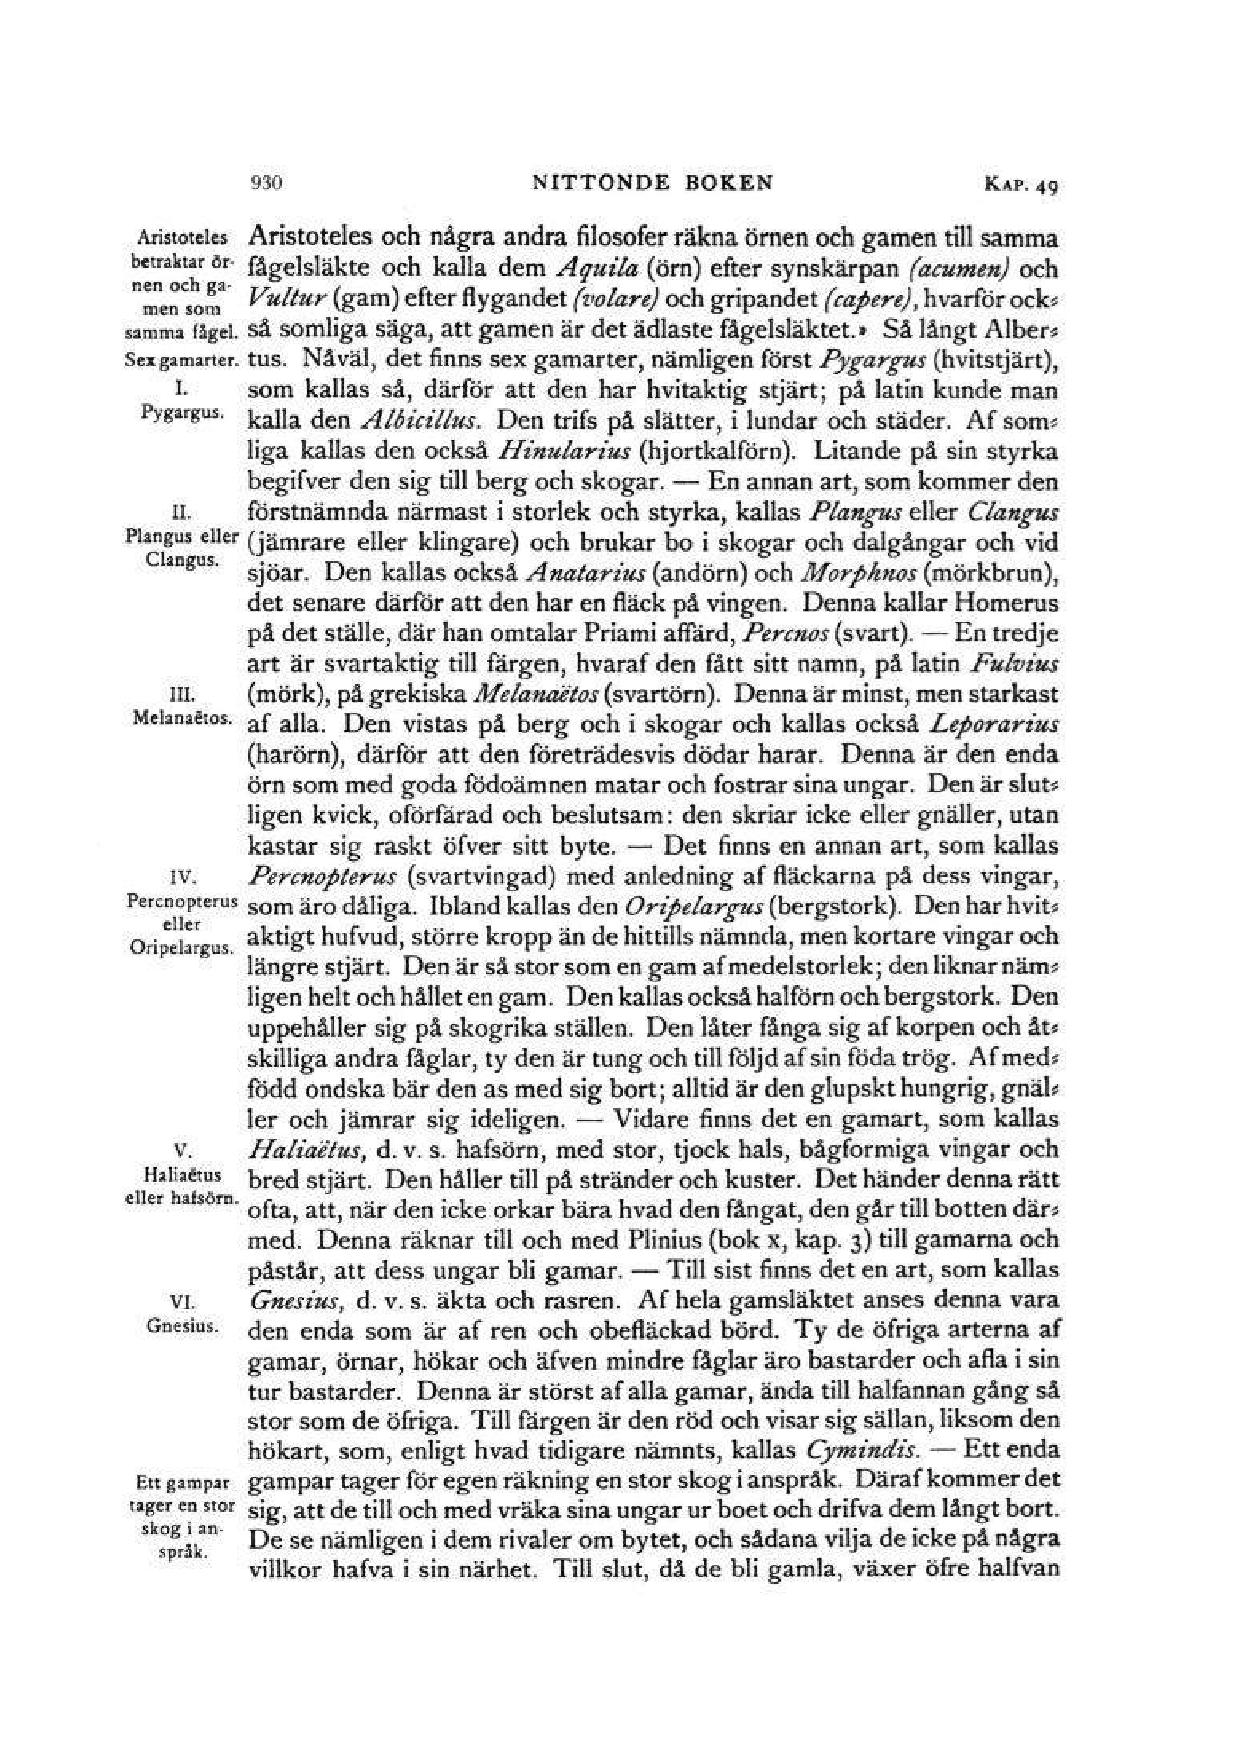 930 NITTONDE BOKEN KAP. 49
Aristoteles
betraktar ör-
nen och ga-
men som
samma fågel.
Sex gamarter.
I.
Pygargus.
II.
Plangus eller
Clangus.
III.
Melanaëtos.
IV.
Percnopterus
eller
Oripelargus.
V.
Haliaëtus
eller hafsörn.
VI.
Gnesius.
Ett gampar
tager en stor
skog i an-
språk.
Aristoteles och några andra filosofer räkna örnen och gamen till samma
fågelsläkte och kalla dem Aquila (örn) efter synskärpan (acumen) och
Vultur (gam) efter flygandet (volare) och gripandet (capere), hvarför ock-
så somliga säga, att gamen är det ädlaste fågelsläktet.» Så långt Alber-
tus. Nåväl, det finns sex gamarter, nämligen först Pygargus (hvitstjärt),
som kallas så, därför att den har hvitaktig stjärt; på latin kunde man
kalla den Albicillus. Den trifs på slätter, i lundar och städer. Af som-
liga kallas den också Hinularius (hjortkalförn). Litande på sin styrka
begifver den sig till berg och skogar. — En annan art, som kommer den
förstnämnda närmast i storlek och styrka, kallas Plangus eller Clangus
(jämrare eller klingare) och brukar bo i skogar och dalgångar och vid
sjöar. Den kallas också Anatarius (andörn) och Morphnos (mörkbrun),
det senare därför att den har en fläck på vingen. Denna kallar Homerus
på det ställe, där han omtalar Priami affärd, Percnos (svart). — En tredje
art är svartaktig till färgen, hvaraf den fått sitt namn, på latin Fulvius
(mörk), på grekiska Melanaëtos (svartörn). Denna är minst, men starkast
af alla. Den vistas på berg och i skogar och kallas också Leporarius
(harörn), därför att den företrädesvis dödar harar. Denna är den enda
örn som med goda födoämnen matar och fostrar sina ungar. Den är slut-
ligen kvick, oförfärad och beslutsam: den skriar icke eller gnäller, utan
kastar sig raskt öfver sitt byte. — Det finns en annan art, som kallas
Percnopterus (svartvingad) med anledning af fläckarna på dess vingar,
som äro dåliga. Ibland kallas den Oripelargus (bergstork). Den har hvit-
aktigt hufvud, större kropp än de hittills nämnda, men kortare vingar och
längre stjärt. Den är så stor som en gam af medelstorlek; den liknar näm-
ligen helt och hållet en gam. Den kallas också halförn och bergstork. Den
uppehåller sig på skogrika ställen. Den låter fånga sig af korpen och åt-
skilliga andra fåglar, ty den är tung och till följd af sin föda trög. Af med-
född ondska bär den as med sig bort; alltid är den glupskt hungrig, gnäl-
ler och jämrar sig ideligen. — Vidare finns det en gamart, som kallas
Haliaëtus, d. v. s. hafsörn, med stor, tjock hals, bågformiga vingar och
bred stjärt. Den håller till på stränder och kuster. Det händer denna rätt
ofta, att, när den icke orkar bära hvad den fångat, den går till botten där-
med. Denna räknar till och med Plinius (bok x, kap. 3) till gamarna och
påstår, att dess ungar bli gamar. — Till sist finns det en art, som kallas
Gnesius, d. v. s. äkta och rasren. Af hela gamsläktet anses denna vara
den enda som är af ren och obefläckad börd. Ty de öfriga arterna af
gamar, örnar, hökar och äfven mindre fåglar äro bastarder och afla i sin
tur bastarder. Denna är störst af alla gamar, ända till halfannan gång så
stor som de öfriga. Till färgen är den röd och visar sig sällan, liksom den
hökart, som, enligt hvad tidigare nämnts, kallas Cymindis. — Ett enda
gampar tager för egen räkning en stor skog i anspråk. Däraf kommer det
sig, att de till och med vräka sina ungar ur boet och drifva dem långt bort.
De se nämligen i dem rivaler om bytet, och sådana vilja de icke på några
villkor hafva i sin närhet. Till slut, då de bli gamla, växer öfre halfvan